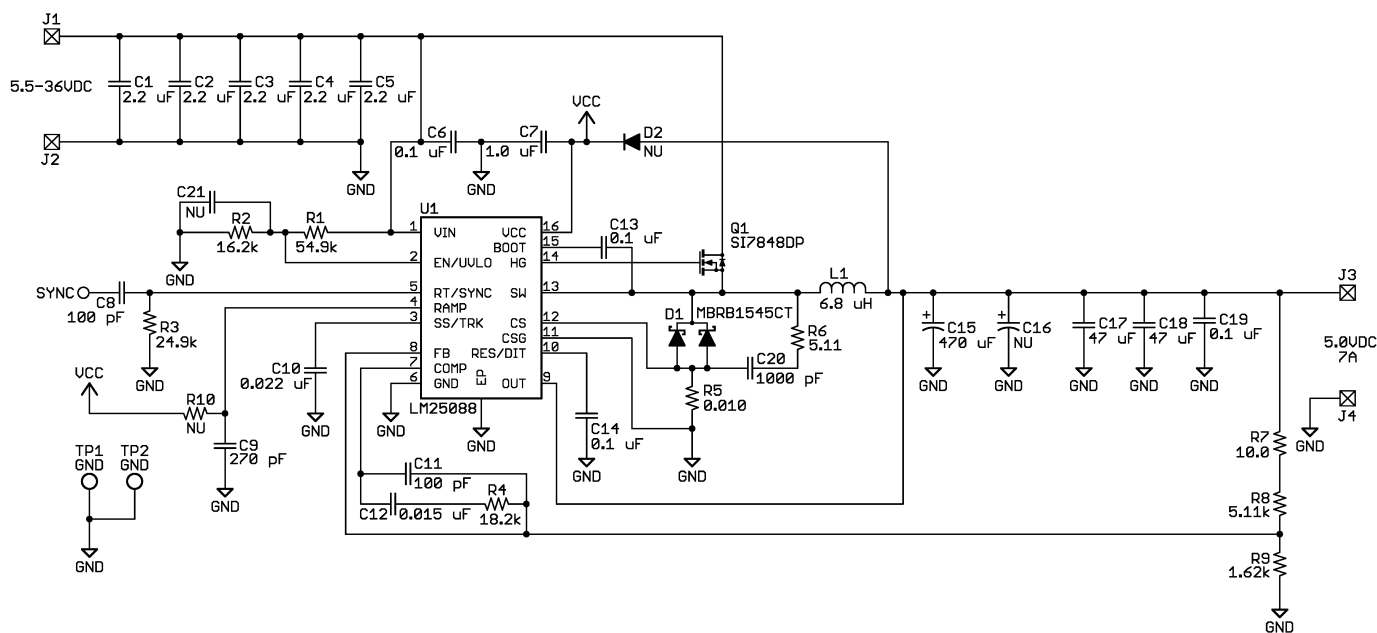 J1
5.5-36VDC
J2
C1
2.2 uF
C2
2.2 uF
C3
2.2 uF
C4
2.2 uF
C5
2.2 uF
GND
C6
0.1 uF
C7
1.0 uF
GND
VCC
D2
NU
C21
NU
R2
16.2k
R1
54.9k
GND
U1
1 VIN
2 EN/UVLO
5 RT/SYNC
4 RAMP
3 SS/TRK
8 FB
7 COMP
6 GND
EP
VCC 16
BOOT 15
HG 14
SW 13
CS 12
CSG 11
RES/DIT 10
OUT 9
LM25088
GND
GND
C13
0.1 uF
Q1
SI7848DP
SYNC
C8
100 pF
R3
24.9k
GND
VCC
R10
NU
C9
270 pF
GND
C10
0.022 uF
GND
TP1
GND
TP2
GND
GND
C11
100 pF
C12
0.015 uF
R4
18.2k
C14
0.1 uF
GND
D1
MBRB1545CT
R5
0.010
GND
C20
1000 pF
R6
5.11
L1
6.8 uH
C15
470 uF
GND
C16
NU
GND
C17
47 uF
GND
C18
47 uF
GND
C19
0.1 uF
GND
J3
5.0VDC
7A
J4
GND
R7
10.0
R8
5.11k
R9
1.62k
GND